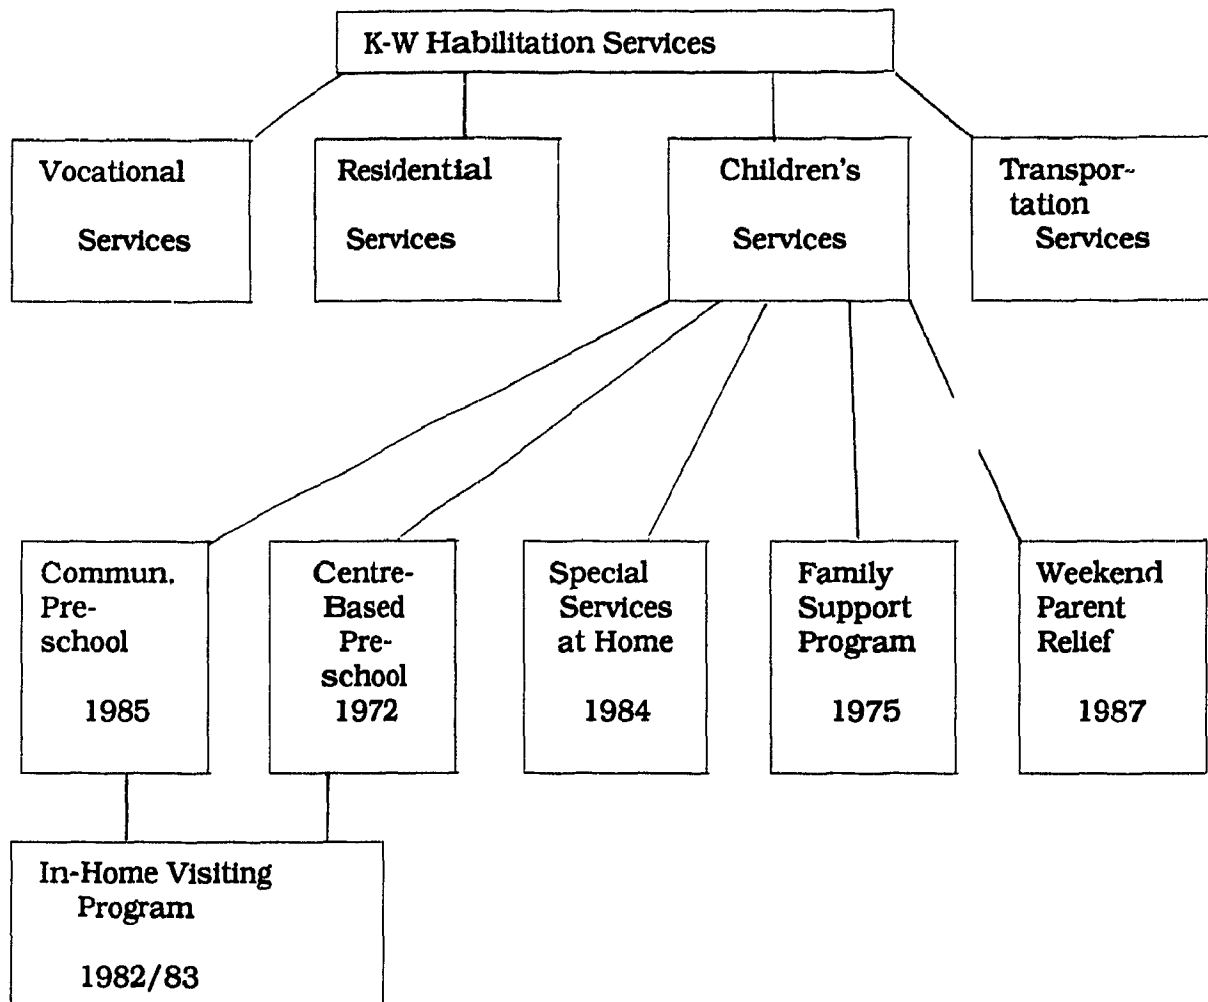 K-W Habilitation Services
Vocational
Services
Residential
Services
Children's
Services
Transpor-
tation
Services
Commun.
Pre-
school
1985
Centre-
Based
Pre-
school
1972
Special
Services
at Home
1984
Family
Support
Program
1975
Weekend
Parent
Relief
1987
In-Home Visiting
Program
1982/83